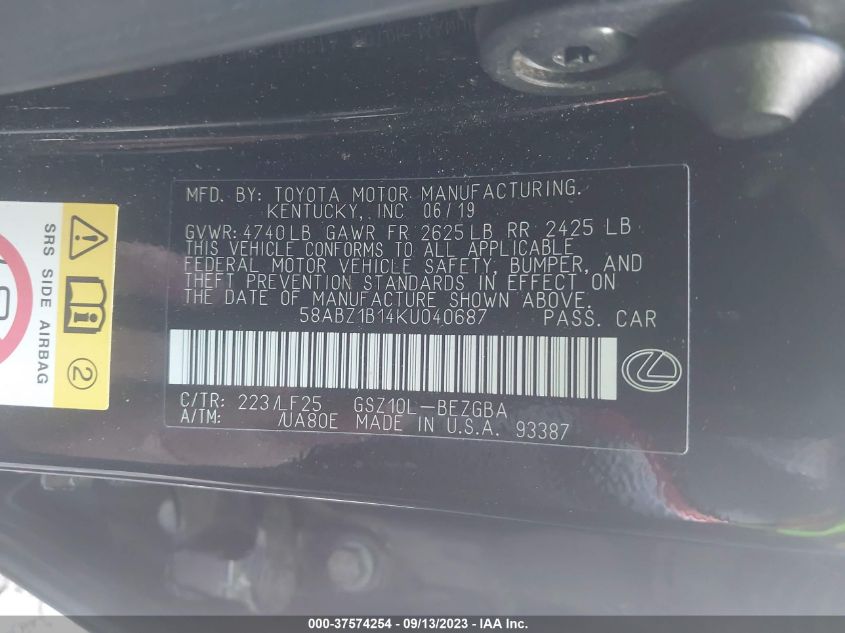 MFD. BY: TOYOTA MOTOR MANUFACTURING.
KENTUCKY, INC 06/19
GVWR: 4740 LB GAWR FR 2625 LB RR 2425 LB
THIS VEHICLE CONFORMS TO ALL APPLICABLE
FEDERAL MOTOR VEHICLE SAFETY, BUMPER, AND
THEFT PREVENTION STANDARDS IN EFFECT ON
THE DATE OF MANUFACTURE SHOWN ABOVE.
58ABZ1B14KU040687 PASS. CAR
C/TR: 223/LF25 GSZ10L-BEZGBA
A/TM: /UA80E MADE IN U.S.A. 93387
SRS SIDE AIRBAG
2
000-37574254 - 09/13/2023 - IAA Inc.